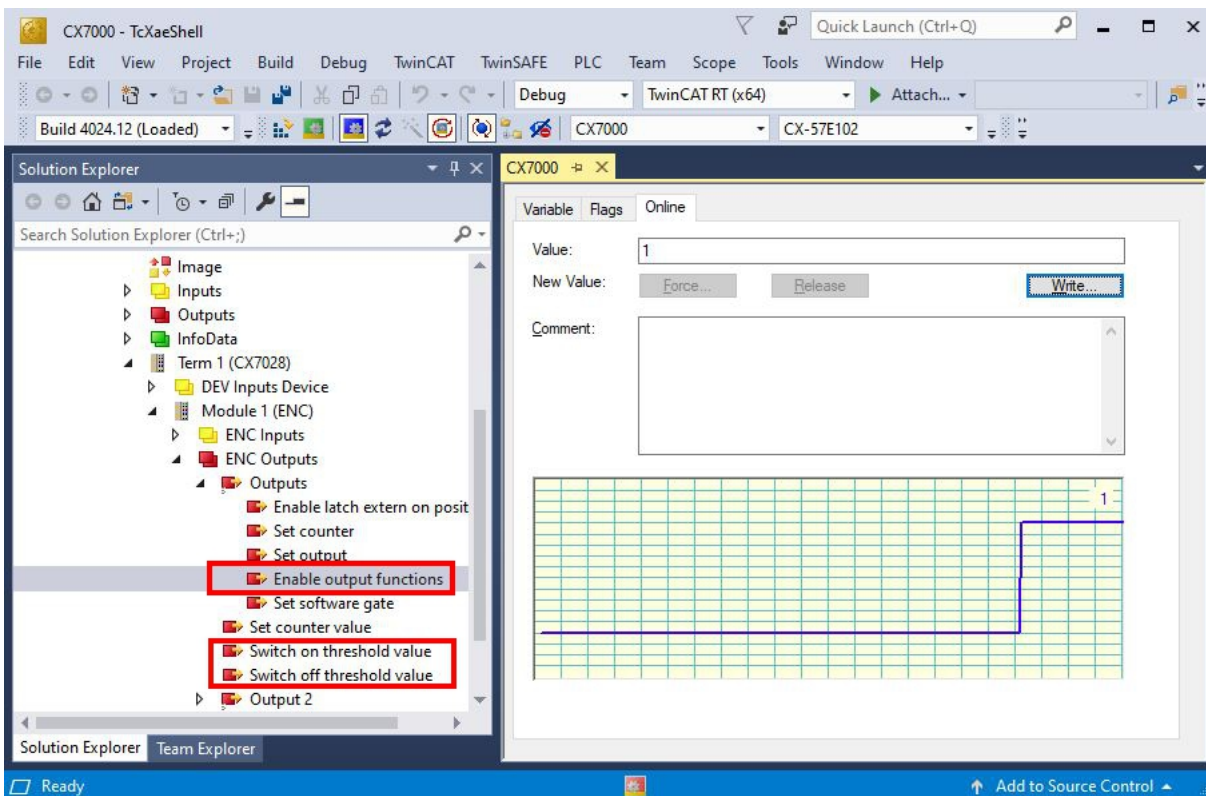 CX7000 - TcXaeShell
Quick Launch (Ctrl+Q)
File Edit View Project Build Debug TwinCAT TwinSAFE PLC Team Scope Tools Window Help
Debug TwinCAT RT (x64) Attach...
Build 4024.12 (Loaded) CX7000 CX-57E102
Solution Explorer
Search Solution Explorer (Ctrl+;)
Image
Inputs
Outputs
InfoData
Term 1 (CX7028)
DEV Inputs Device
Module 1 (ENC)
ENC Inputs
ENC Outputs
Outputs
Enable latch extern on posit
Set counter
Set output
Enable output functions
Set software gate
Set counter value
Switch on threshold value
Switch off threshold value
Output 2
Solution Explorer Team Explorer
CX7000
Variable Flags Online
Value: 1
New Value: Force... Release Write...
Comment:
1
Ready Add to Source Control